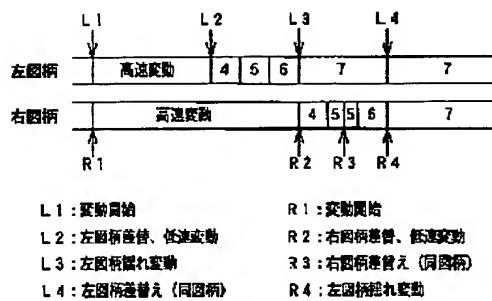 L1 L2 L3 L4
左図柄 高速変動 4 5 6 7 7
右図柄 高速変動 4 5 5 6 7
R1 R2 R3 R4
L1:変動開始 R1:変動開始
L2:左図柄差替、低速変動 R2:右図柄差替、低速変動
L3:左図柄揺れ変動 R3:右図柄差替え(同図柄)
L4:左図柄差替え(同図柄) R4:左図柄揺れ変動